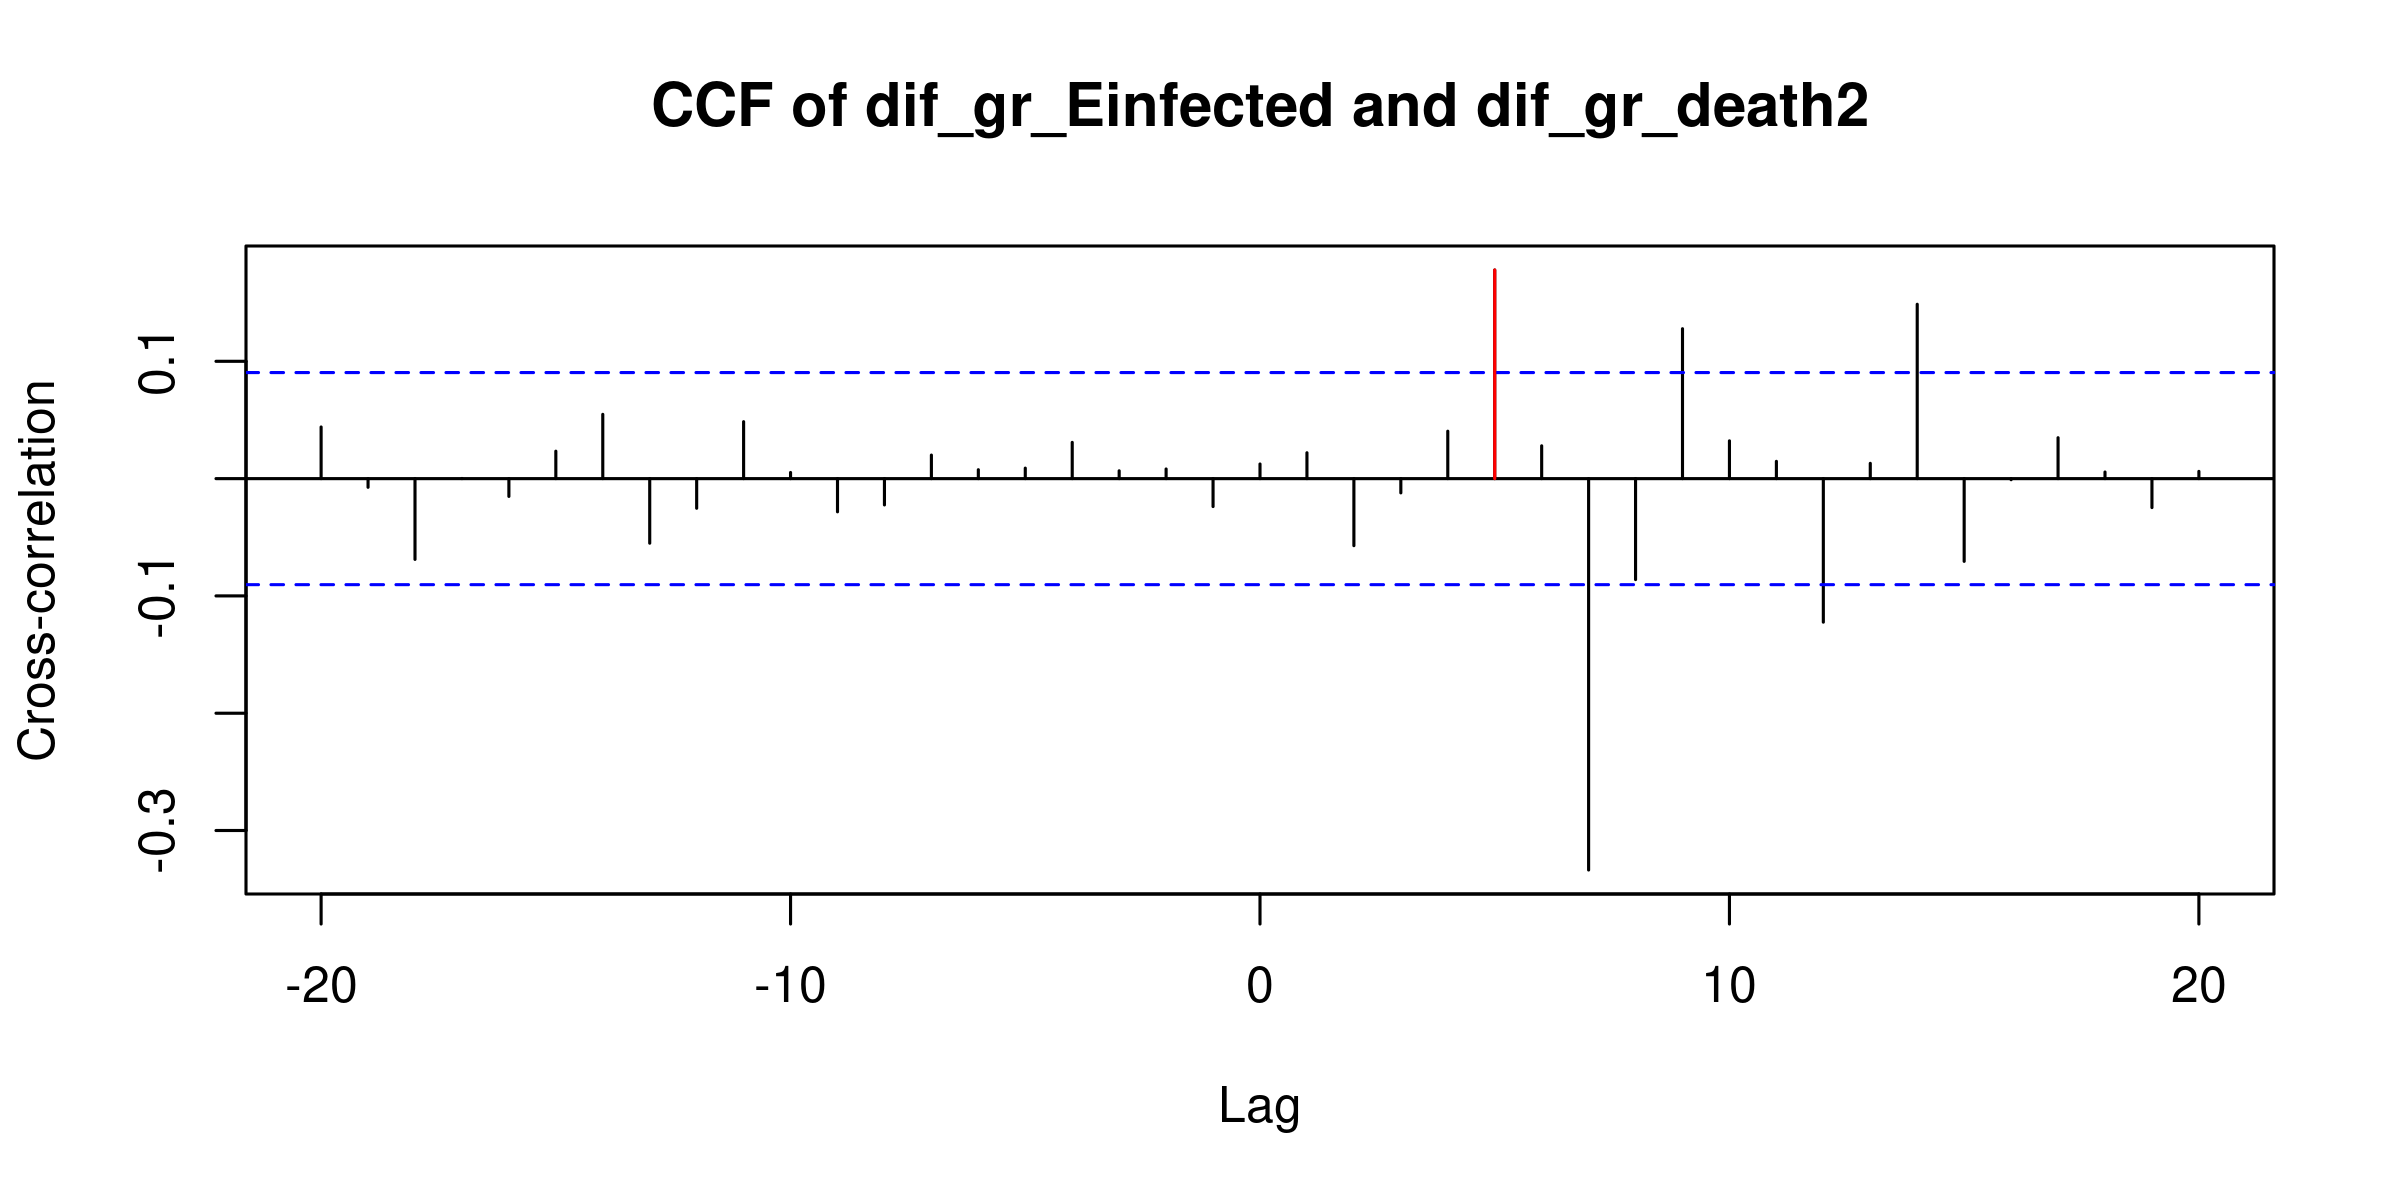 CCF of dif_gr_Einfected and dif_gr_death2
Cross-correlation
0.1
-0.1
-0.3
-20 -10 0 10 20
Lag